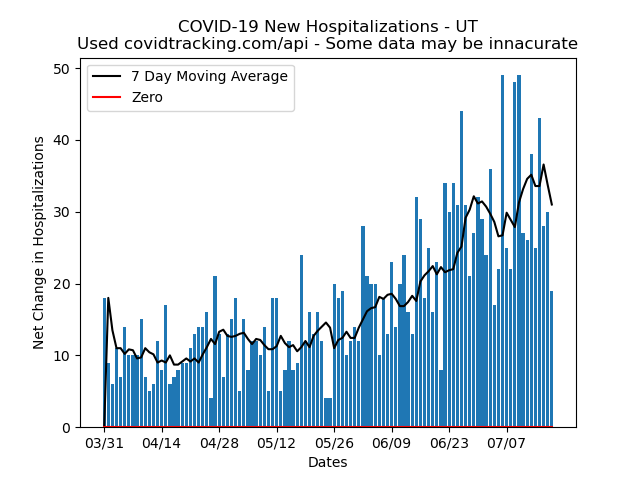 COVID-19 New Hospitalizations - UT
Used covidtracking.com/api - Some data may be innacurate
7 Day Moving Average
Zero
Net Change in Hospitalizations
50
40
30
20
10
0
03/31 04/14 04/28 05/12 05/26 06/09 06/23 07/07
Dates